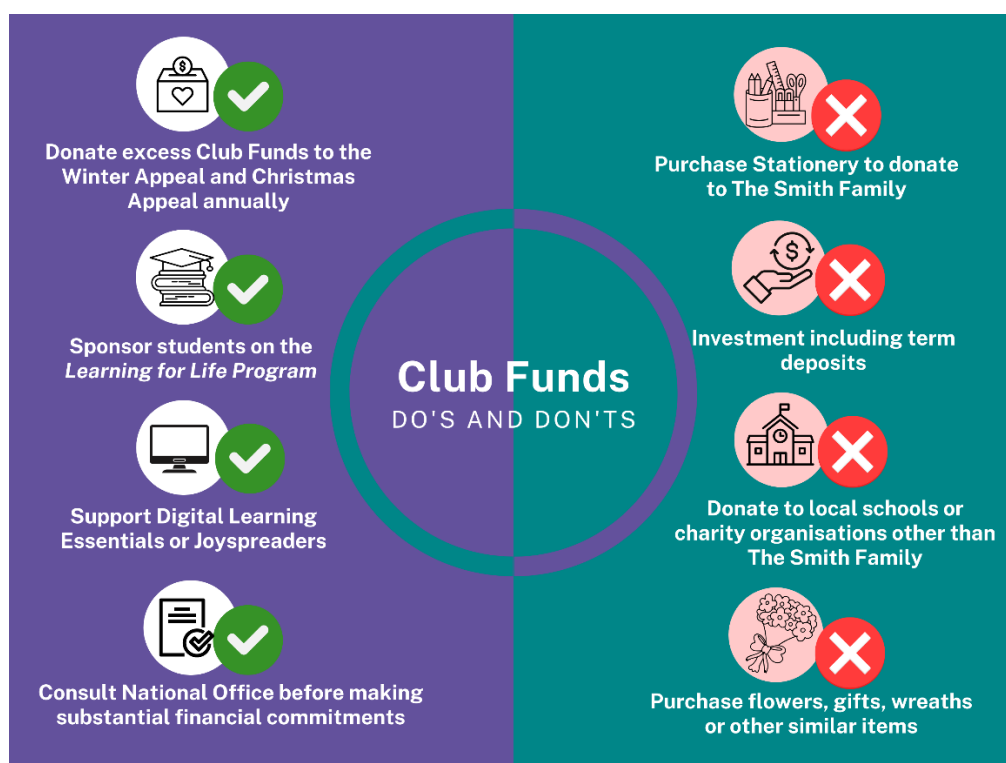 Donate excess Club Funds to the
Winter Appeal and Christmas
Appeal annually
Sponsor students on the
Learning for Life Program
Support Digital Learning
Essentials or Joyspreaders
Consult National Office before making
substantial financial commitments
Club Funds
DO'S AND DON'TS
Purchase Stationery to donate
to The Smith Family
Investment including term
deposits
Donate to local schools or
charity organisations other than
The Smith Family
Purchase flowers, gifts, wreaths
or other similar items